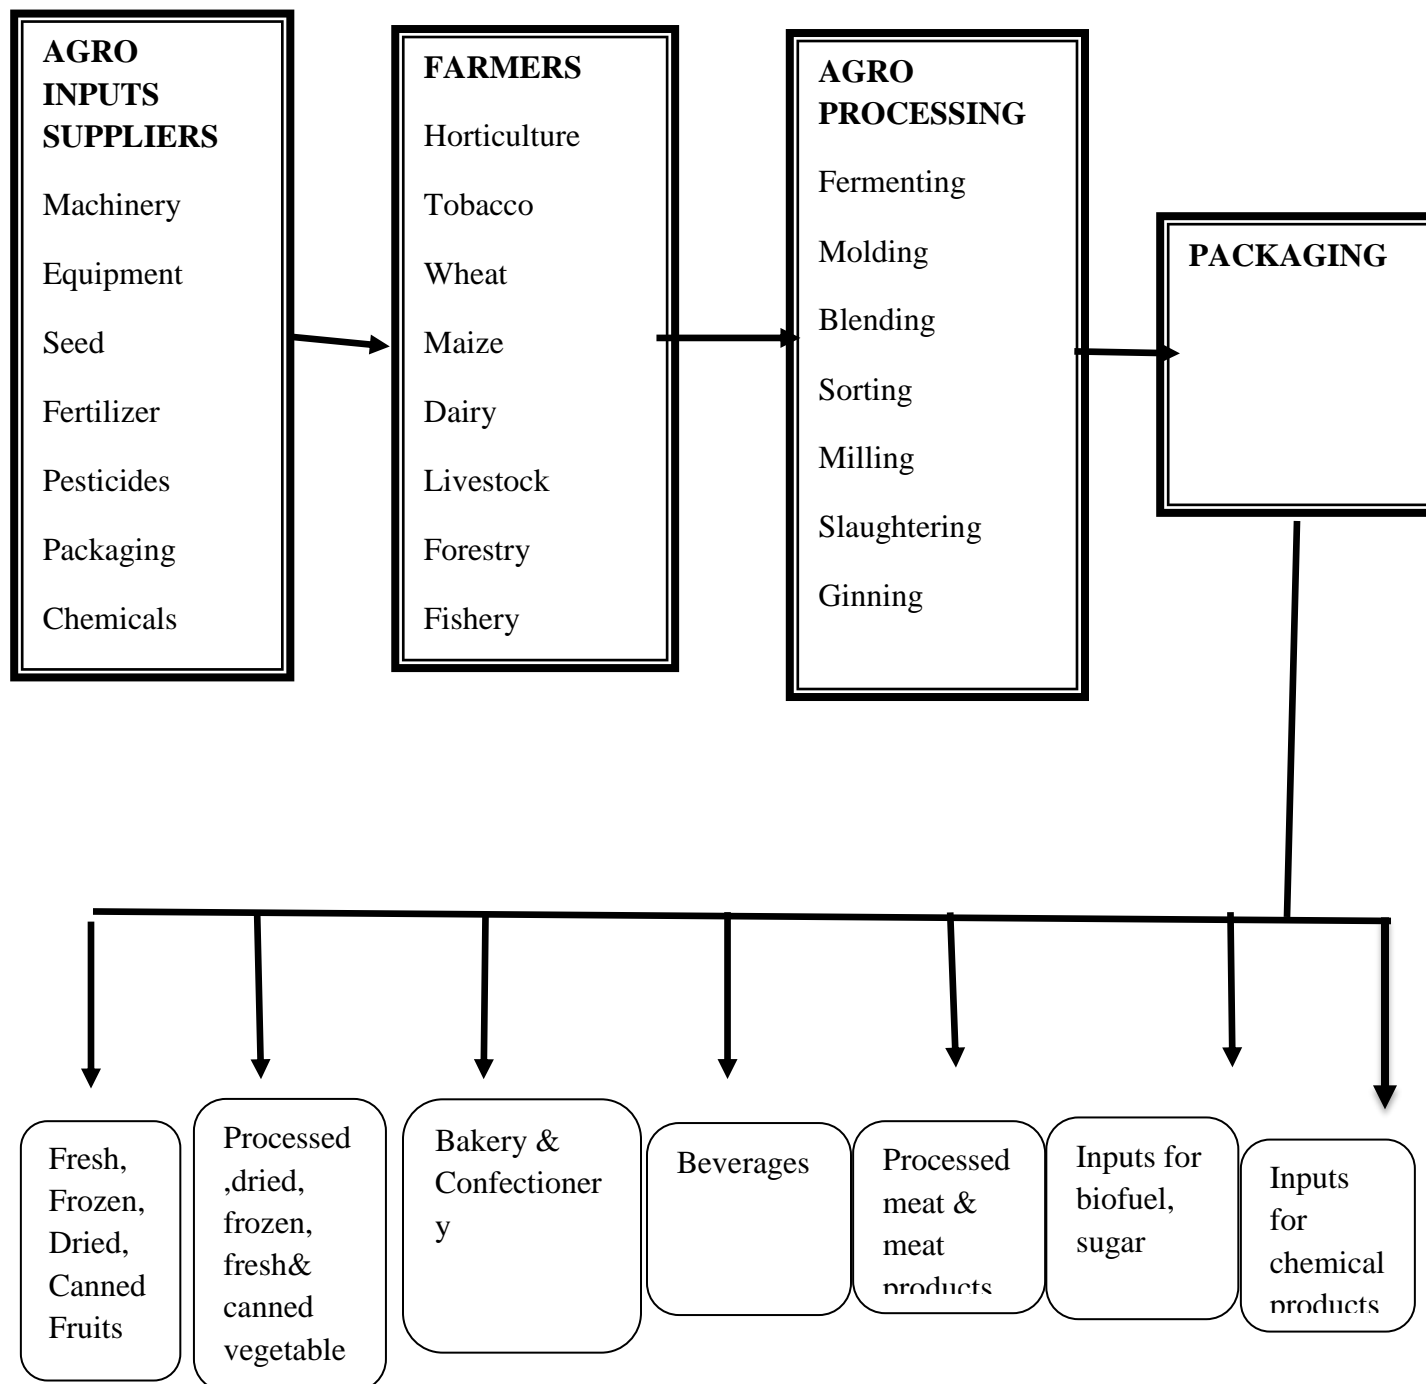 AGRO
INPUTS
SUPPLIERS
Machinery
Equipment
Seed
Fertilizer
Pesticides
Packaging
Chemicals
FARMERS
Horticulture
Tobacco
Wheat
Maize
Dairy
Livestock
Forestry
Fishery
AGRO
PROCESSING
Fermenting
Molding
Blending
Sorting
Milling
Slaughtering
Ginning
PACKAGING
Fresh,
Frozen,
Dried,
Canned
Fruits
Processed
,dried,
frozen,
fresh&
canned
vegetable
Bakery &
Confectioner
y
Beverages
Processed
meat &
meat
products
Inputs for
biofuel,
sugar
Inputs
for
chemical
products